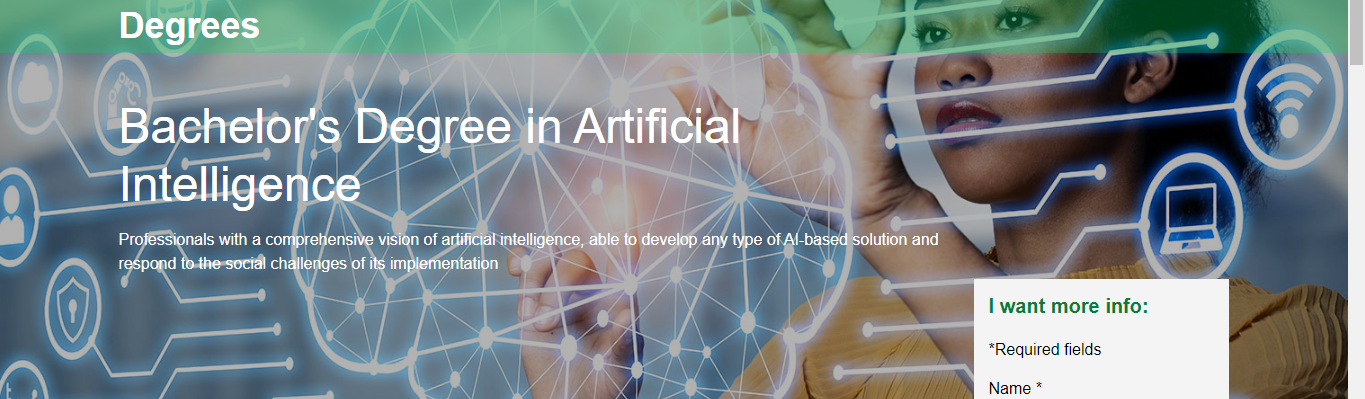 Degrees
Bachelor's Degree in Artificial
Intelligence
Professionals with a comprehensive vision of artificial intelligence, able to develop any type of AI-based solution and
respond to the social challenges of its implementation
I want more info:
*Required fields
Name *